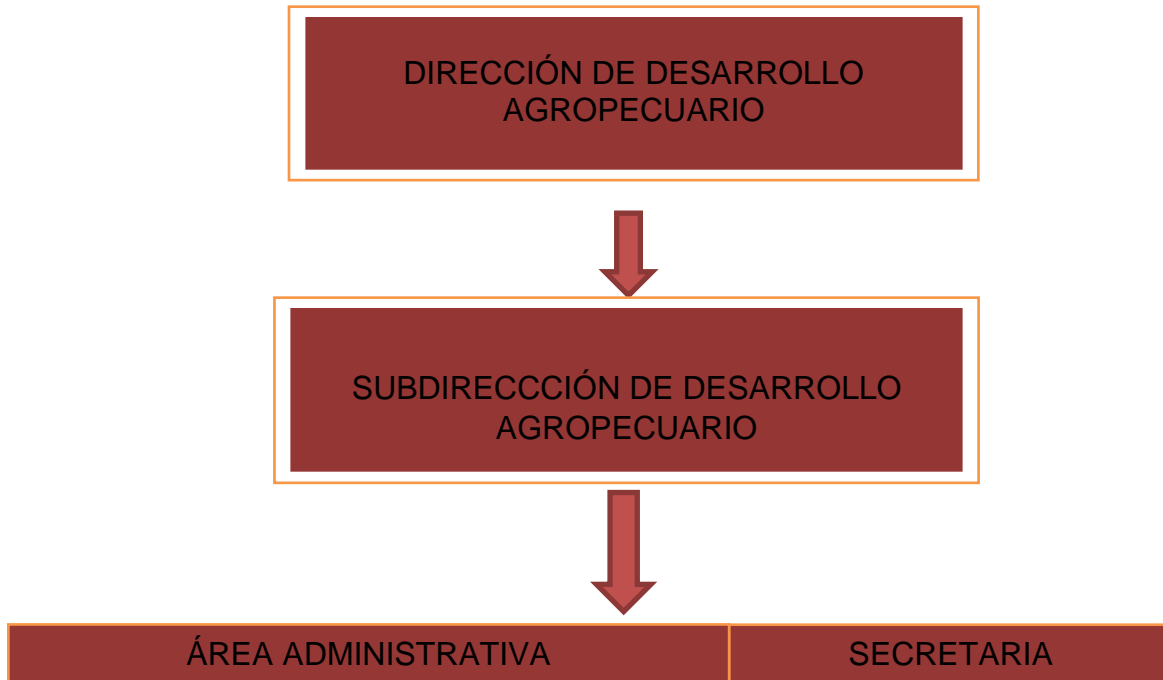 DIRECCIÓN DE DESARROLLO
AGROPECUARIO
SUBDIRECCCIÓN DE DESARROLLO
AGROPECUARIO
ÁREA ADMINISTRATIVA
SECRETARIA